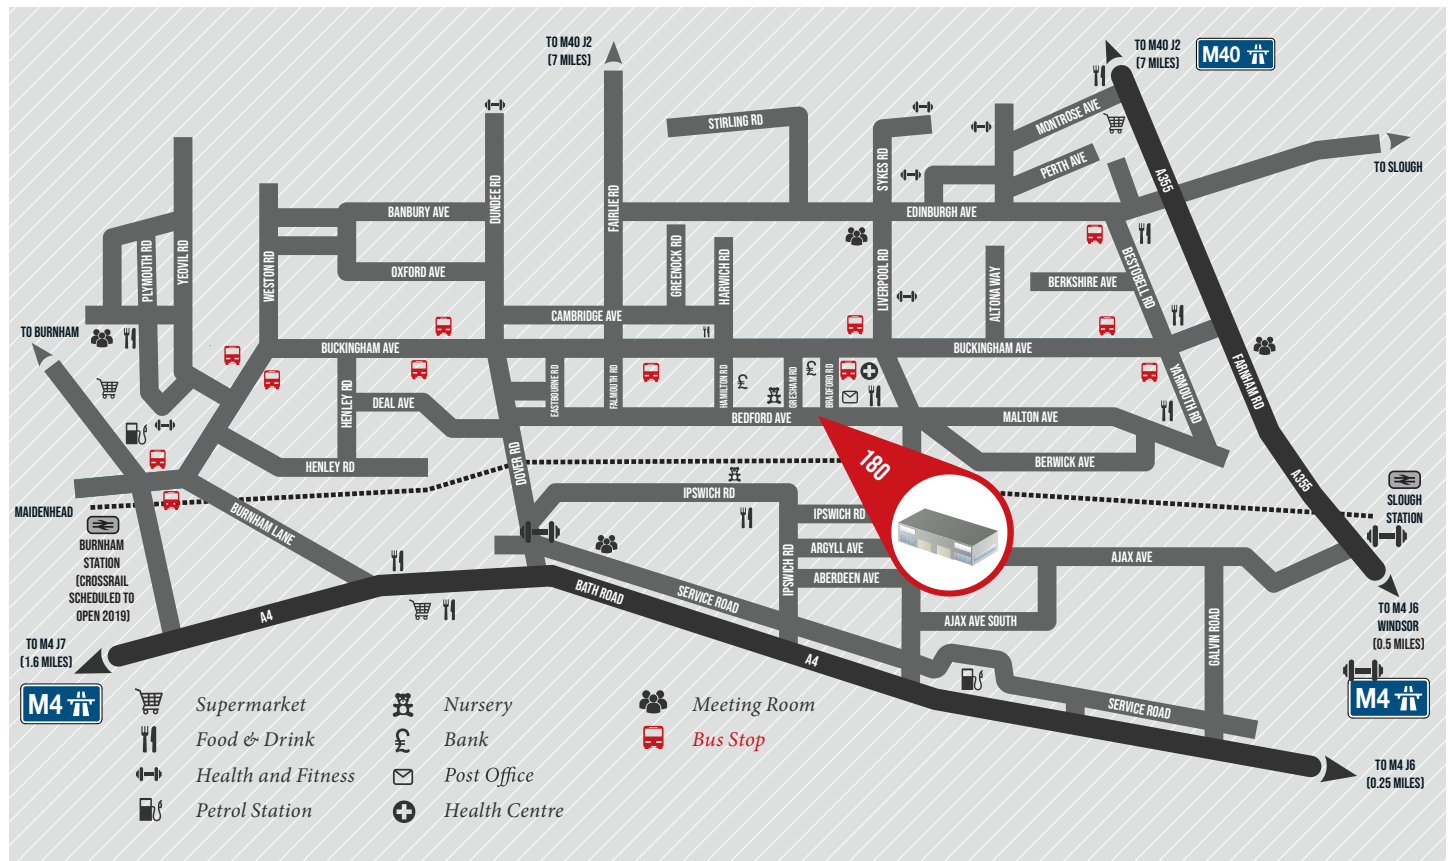 TO M40 J2
(7 MILES)
TO M40 J2
(7 MILES)
M40
MONTROSE AVE
STIRLING RD
PERTH AVE
SYKES RD
A355
TO SLOUGH
DUNDEE RD
FAIRLIE RD
BANBURY AVE
EDINBURGH AVE
PLYMOUTH RD
YEOVIL RD
WESTON RD
OXFORD AVE
GREENOCK RD
HARWICH RD
LIVERPOOL RD
ALTONA WAY
BERKSHIRE AVE
BESTOBELL RD
CAMBRIDGE AVE
TO BURNHAM
BUCKINGHAM AVE
BUCKINGHAM AVE
FARNHAM RD
HENLEY RD
DEAL AVE
EASTBOURNE RD
FALMOUTH RD
HAMILTON RD
GRESHAM RD
BRADFORD RD
YARMOUTH RD
BEDFORD AVE
MALTON AVE
HENLEY RD
DOVER RD
180
BERWICK AVE
A355
MAIDENHEAD
BURNHAM
STATION
(CROSSRAIL
SCHEDULED TO
OPEN 2019)
BURNHAM LANE
IPSWICH RD
IPSWICH RD
SLOUGH
STATION
ARGYLL AVE
AJAX AVE
IPSWICH RD
ABERDEEN AVE
BATH ROAD
SERVICE ROAD
A4
AJAX AVE SOUTH
GALVIN ROAD
TO M4 J6
WINDSOR
(0.5 MILES)
TO M4 J7
(1.6 MILES)
A4
M4
M4
SERVICE ROAD
Supermarket
Nursery
Meeting Room
Food & Drink
Bank
Bus Stop
Health and Fitness
Post Office
Petrol Station
Health Centre
TO M4 J6
(0.25 MILES)